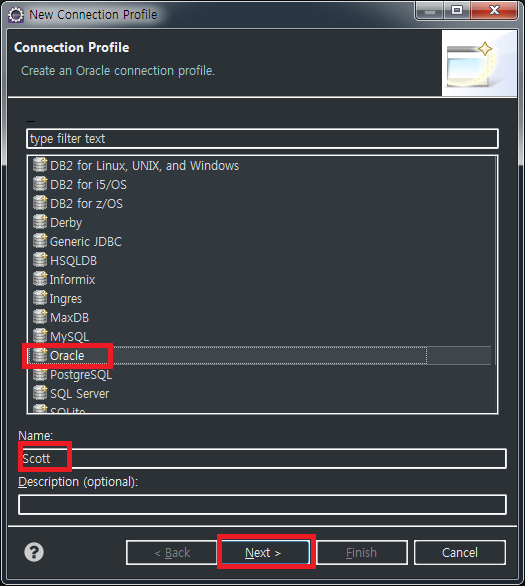 New Connection Profile
Connection Profile
Create an Oracle connection profile.
type filter text
DB2 for Linux, UNIX, and Windows
DB2 for i5/OS
DB2 for z/OS
Derby
Generic JDBC
HSQLDB
Informix
Ingres
MaxDB
MySQL
Oracle
PostgreSQL
SQL Server
SQLite
Name:
Scott
Description (optional):
< Back
Next >
Finish
Cancel